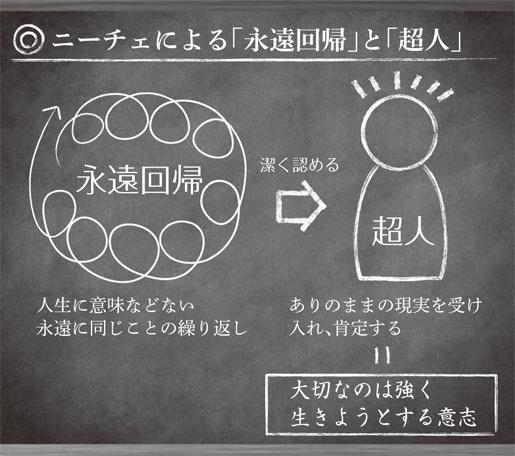 ◎ニーチェによる「永遠回帰」と「超人」
永遠回帰
潔く認める
超人
人生に意味などない
永遠に同じことの繰り返し
ありのままの現実を受け
入れ、肯定する
=
大切なのは強く
生きようとする意志